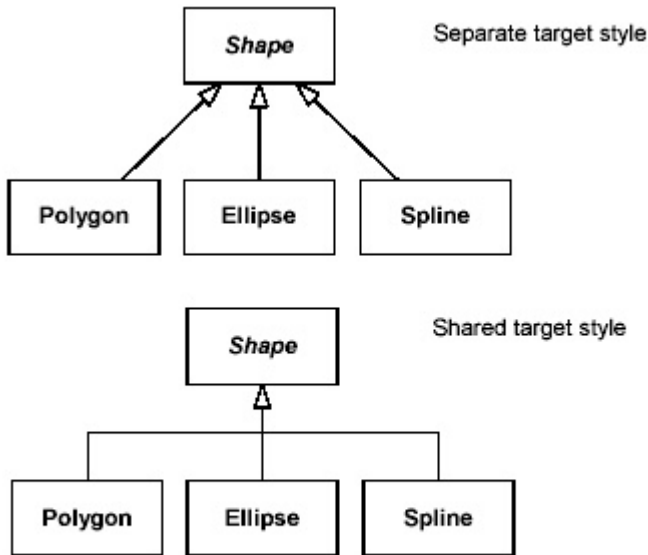 Shape
Separate target style
Polygon
Ellipse
Spline
Shape
Shared target style
Polygon
Ellipse
Spline